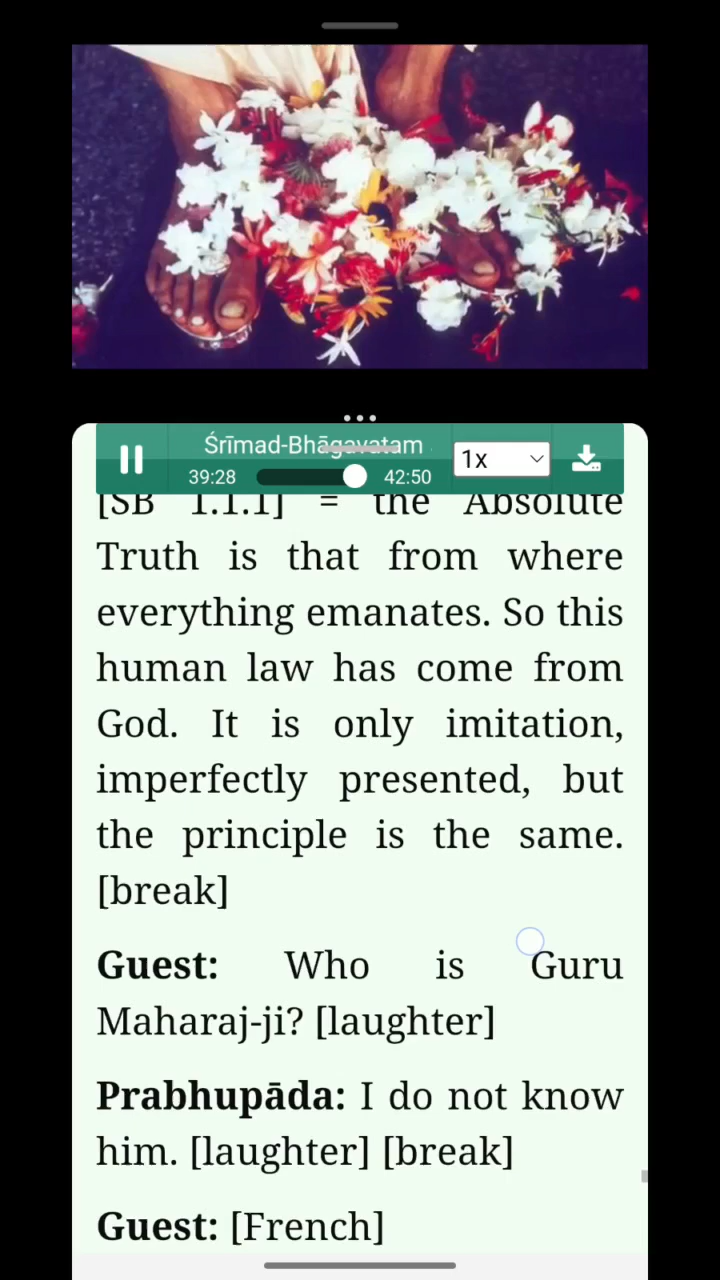 Śrīmad-Bhāgavatam
39:28
42:50
1x
[SB 1.1.1] = the Absolute
Truth is that from where
everything emanates. So this
human law has come from
God. It is only imitation,
imperfectly presented, but
the principle is the same.
[break]
Guest: Who is Guru
Maharaj-ji? [laughter]
Prabhupāda: I do not know
him. [laughter] [break]
Guest: [French]